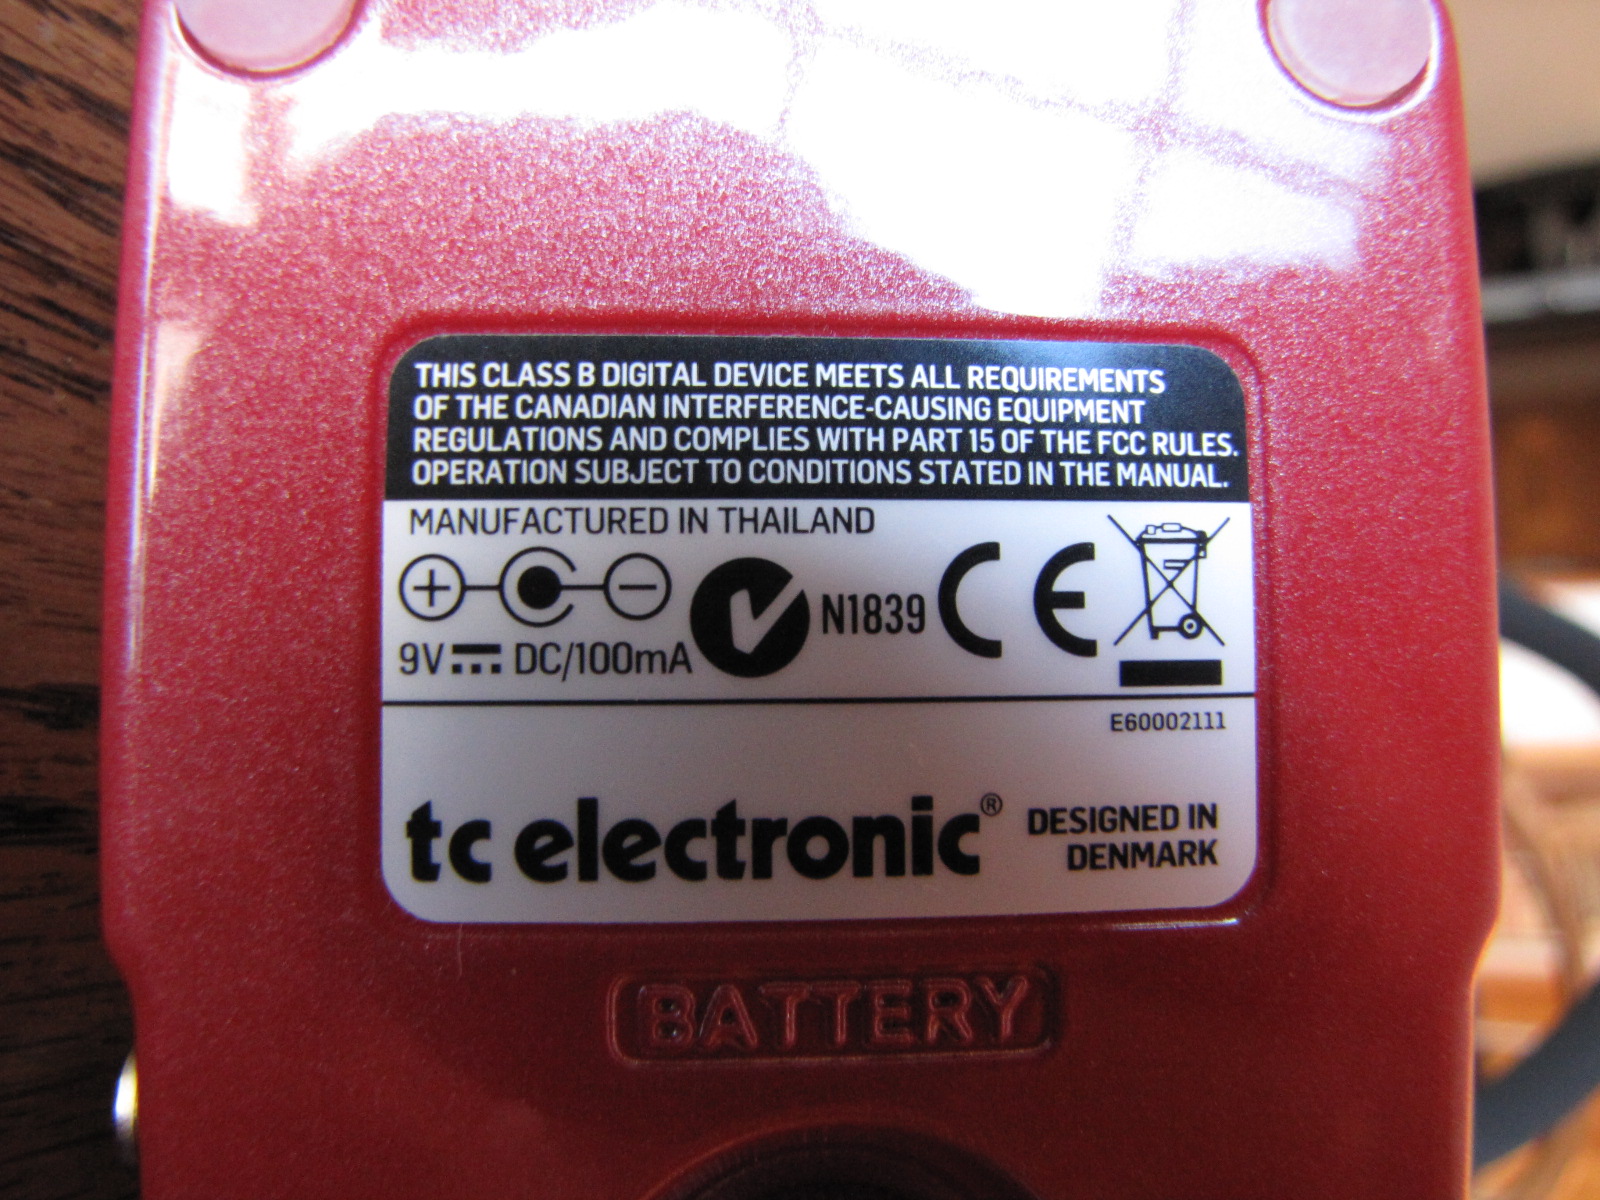 THIS CLASS B DIGITAL DEVICE MEETS ALL REQUIREMENTS
OF THE CANADIAN INTERFERENCE-CAUSING EQUIPMENT
REGULATIONS AND COMPLIES WITH PART 15 OF THE FCC RULES.
OPERATION SUBJECT TO CONDITIONS STATED IN THE MANUAL.
MANUFACTURED IN THAILAND
N1839
CE
9V DC/100mA
E60002111
tc electronic®
DESIGNED IN
DENMARK
BATTERY